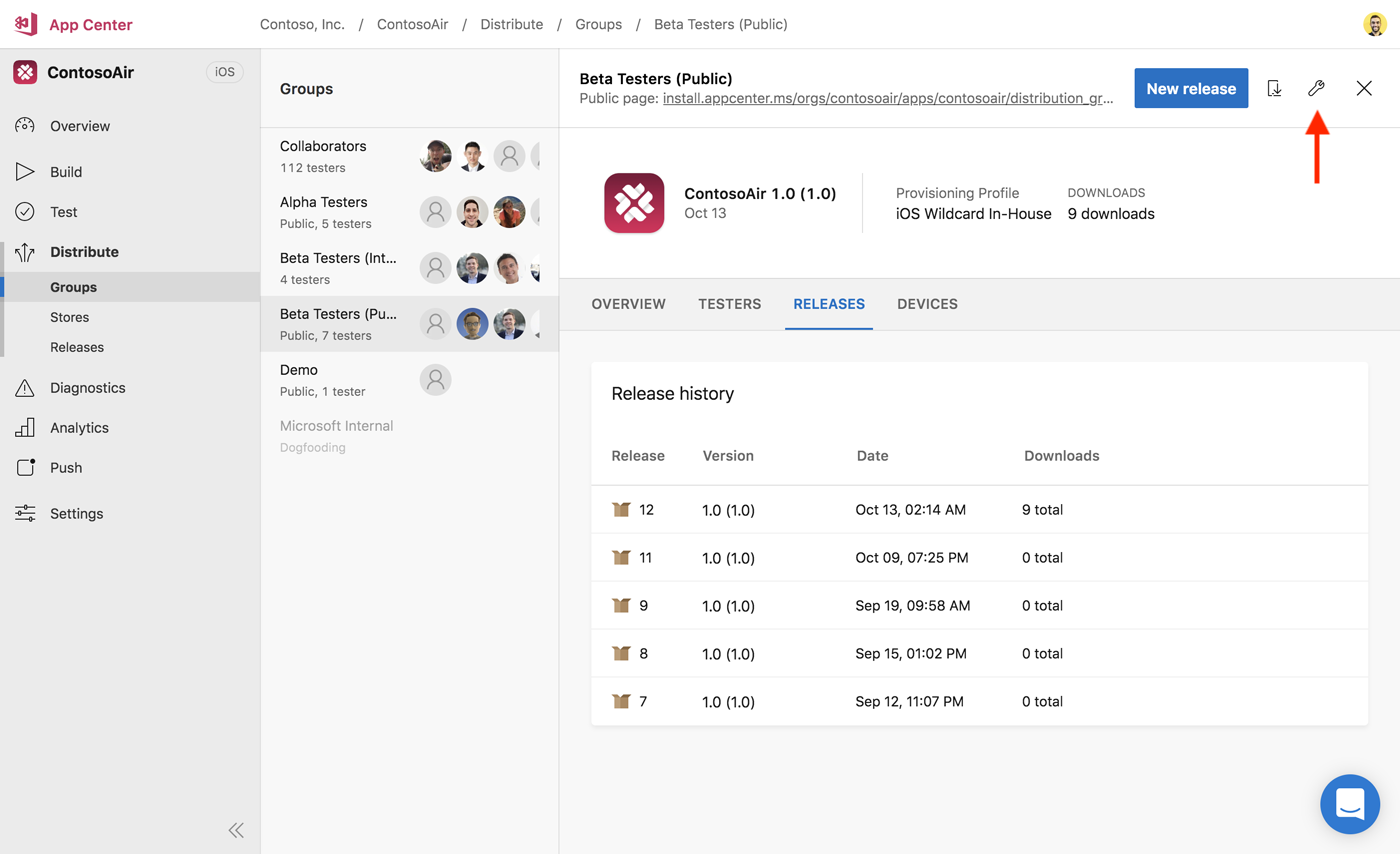 App Center
Contoso, Inc. / ContosoAir / Distribute / Groups / Beta Testers (Public)
ContosoAir
iOS
Overview
Build
Test
Distribute
Groups
Stores
Releases
Diagnostics
Analytics
Push
Settings
Groups
Collaborators
112 testers
Alpha Testers
Public, 5 testers
Beta Testers (Int...
4 testers
Beta Testers (Pu...
Public, 7 testers
Demo
Public, 1 tester
Microsoft Internal
Dogfooding
Beta Testers (Public)
Public page: install.appcenter.ms/orgs/contosoair/apps/contosoair/distribution_gr...
New release
ContosoAir 1.0 (1.0)
Oct 13
Provisioning Profile
iOS Wildcard In-House
DOWNLOADS
9 downloads
OVERVIEW TESTERS RELEASES DEVICES
Release history
Release Version Date Downloads
12 1.0 (1.0) Oct 13, 02:14 AM 9 total
11 1.0 (1.0) Oct 09, 07:25 PM 0 total
9 1.0 (1.0) Sep 19, 09:58 AM 0 total
8 1.0 (1.0) Sep 15, 01:02 PM 0 total
7 1.0 (1.0) Sep 12, 11:07 PM 0 total